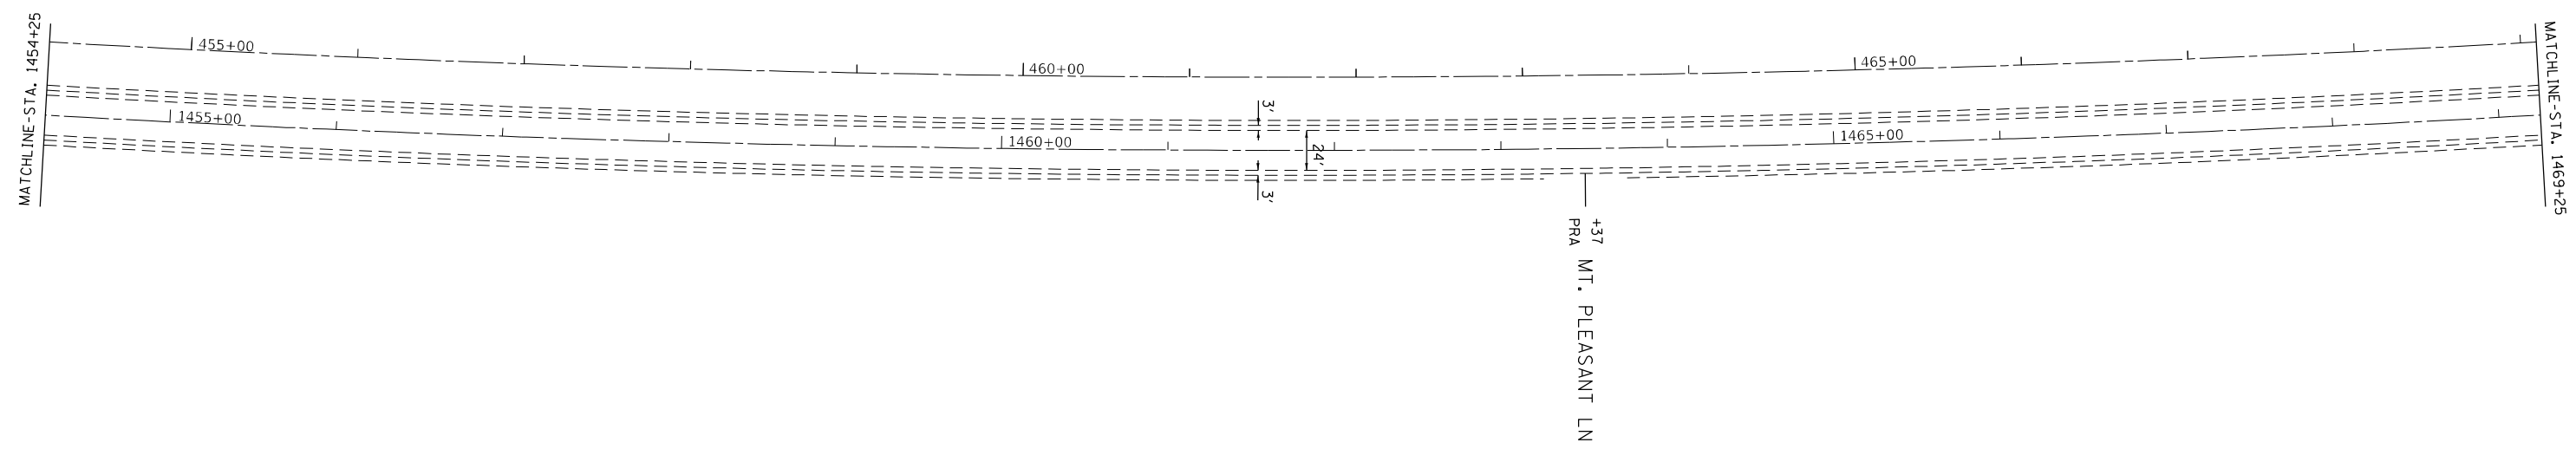 MATCHLINE-STA. 1454+25
455+00
460+00
465+00
MATCHLINE-STA. 1469+25
1455+00
1460+00
1465+00
3'
24'
3'
+37
PRA
MT. PLEASANT LN